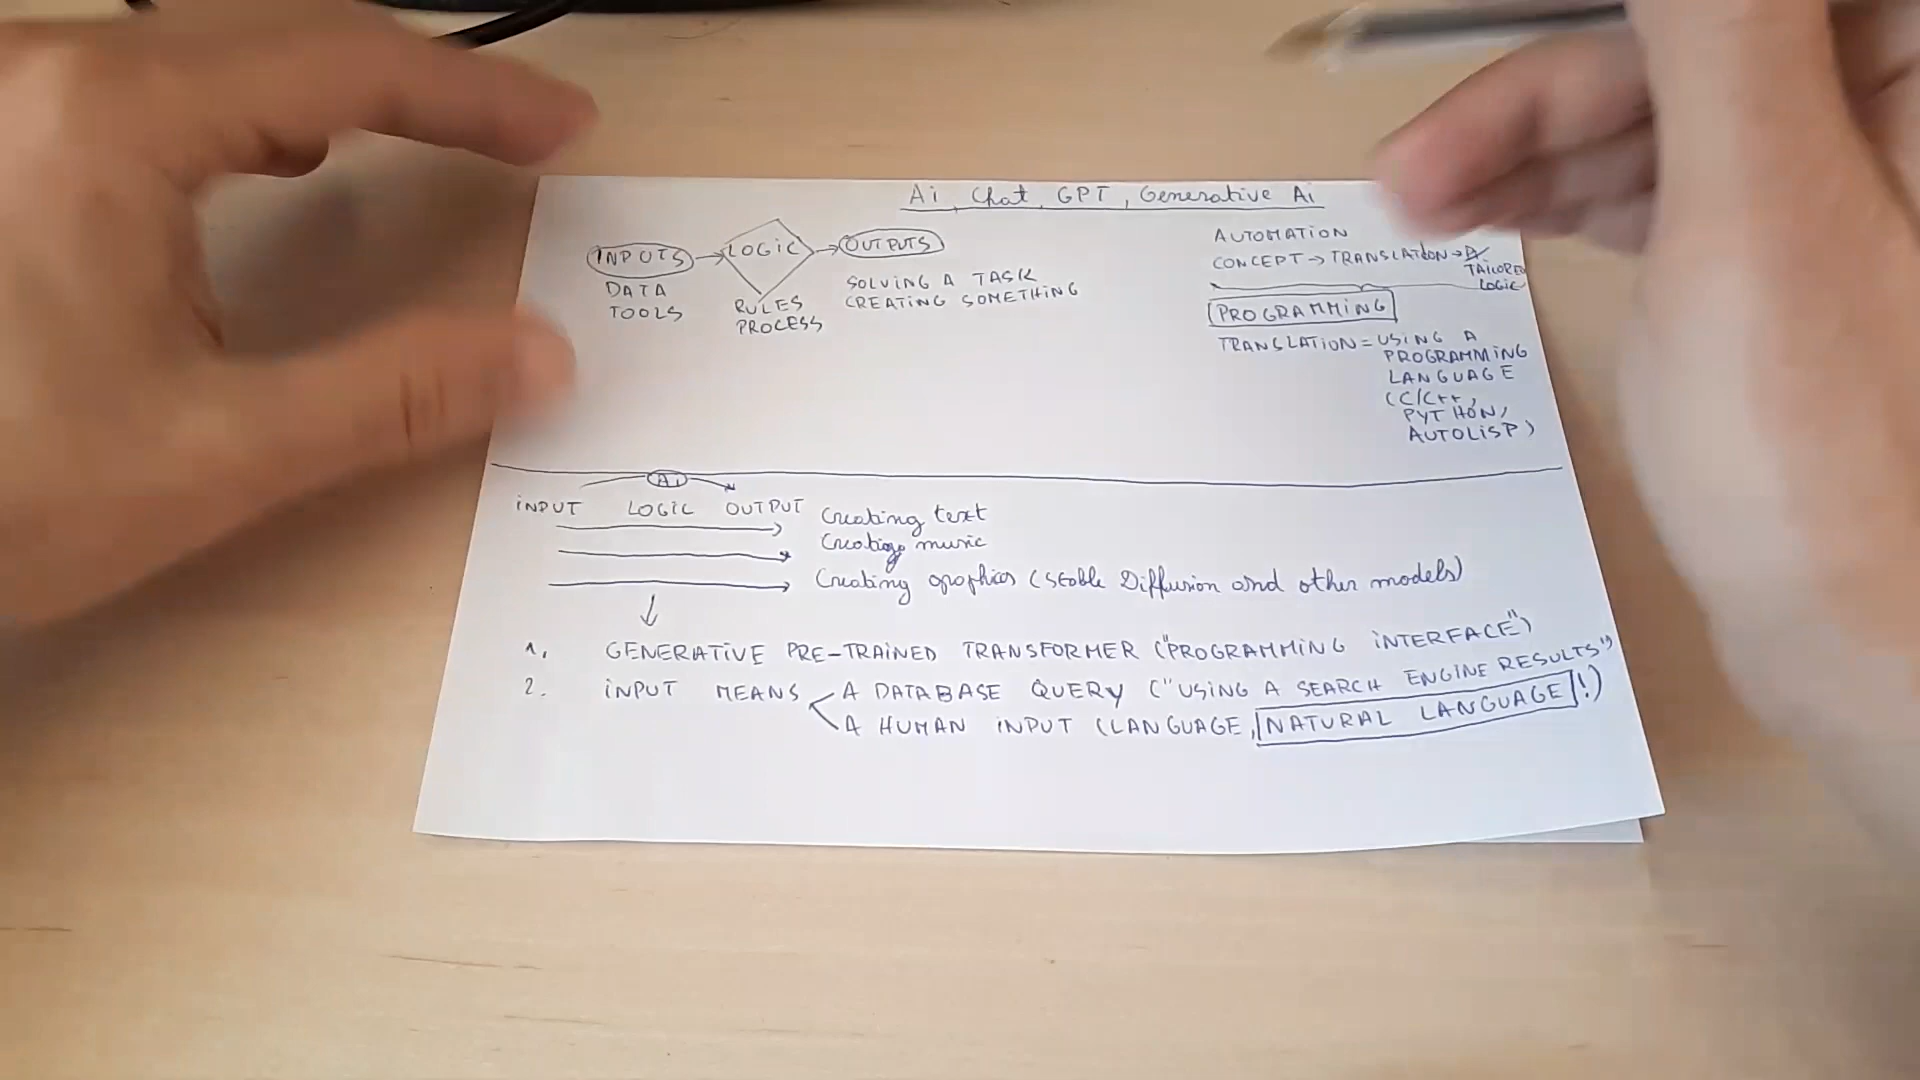 Ai, Chat, GPT, Generative Ai
INPUTS → LOGIC → OUTPUTS
DATA
TOOLS
RULES
PROCESS
SOLVING A TASK
CREATING SOMETHING
AUTOMATION
CONCEPT → TRANSLATION → A
TAILORED
LOGIC
PROGRAMMING
TRANSLATION = USING A
PROGRAMMING
LANGUAGE
(C/C++,
PYTHON,
AUTOLISP)
Ai
INPUT LOGIC OUTPUT
Creating text
Creating music
Creating graphics (Stable Diffusion and other models)
1. GENERATIVE PRE-TRAINED TRANSFORMER ("PROGRAMMING INTERFACE")
2. INPUT MEANS A DATABASE QUERY ("USING A SEARCH ENGINE RESULTS")
A HUMAN INPUT (LANGUAGE, NATURAL LANGUAGE!)